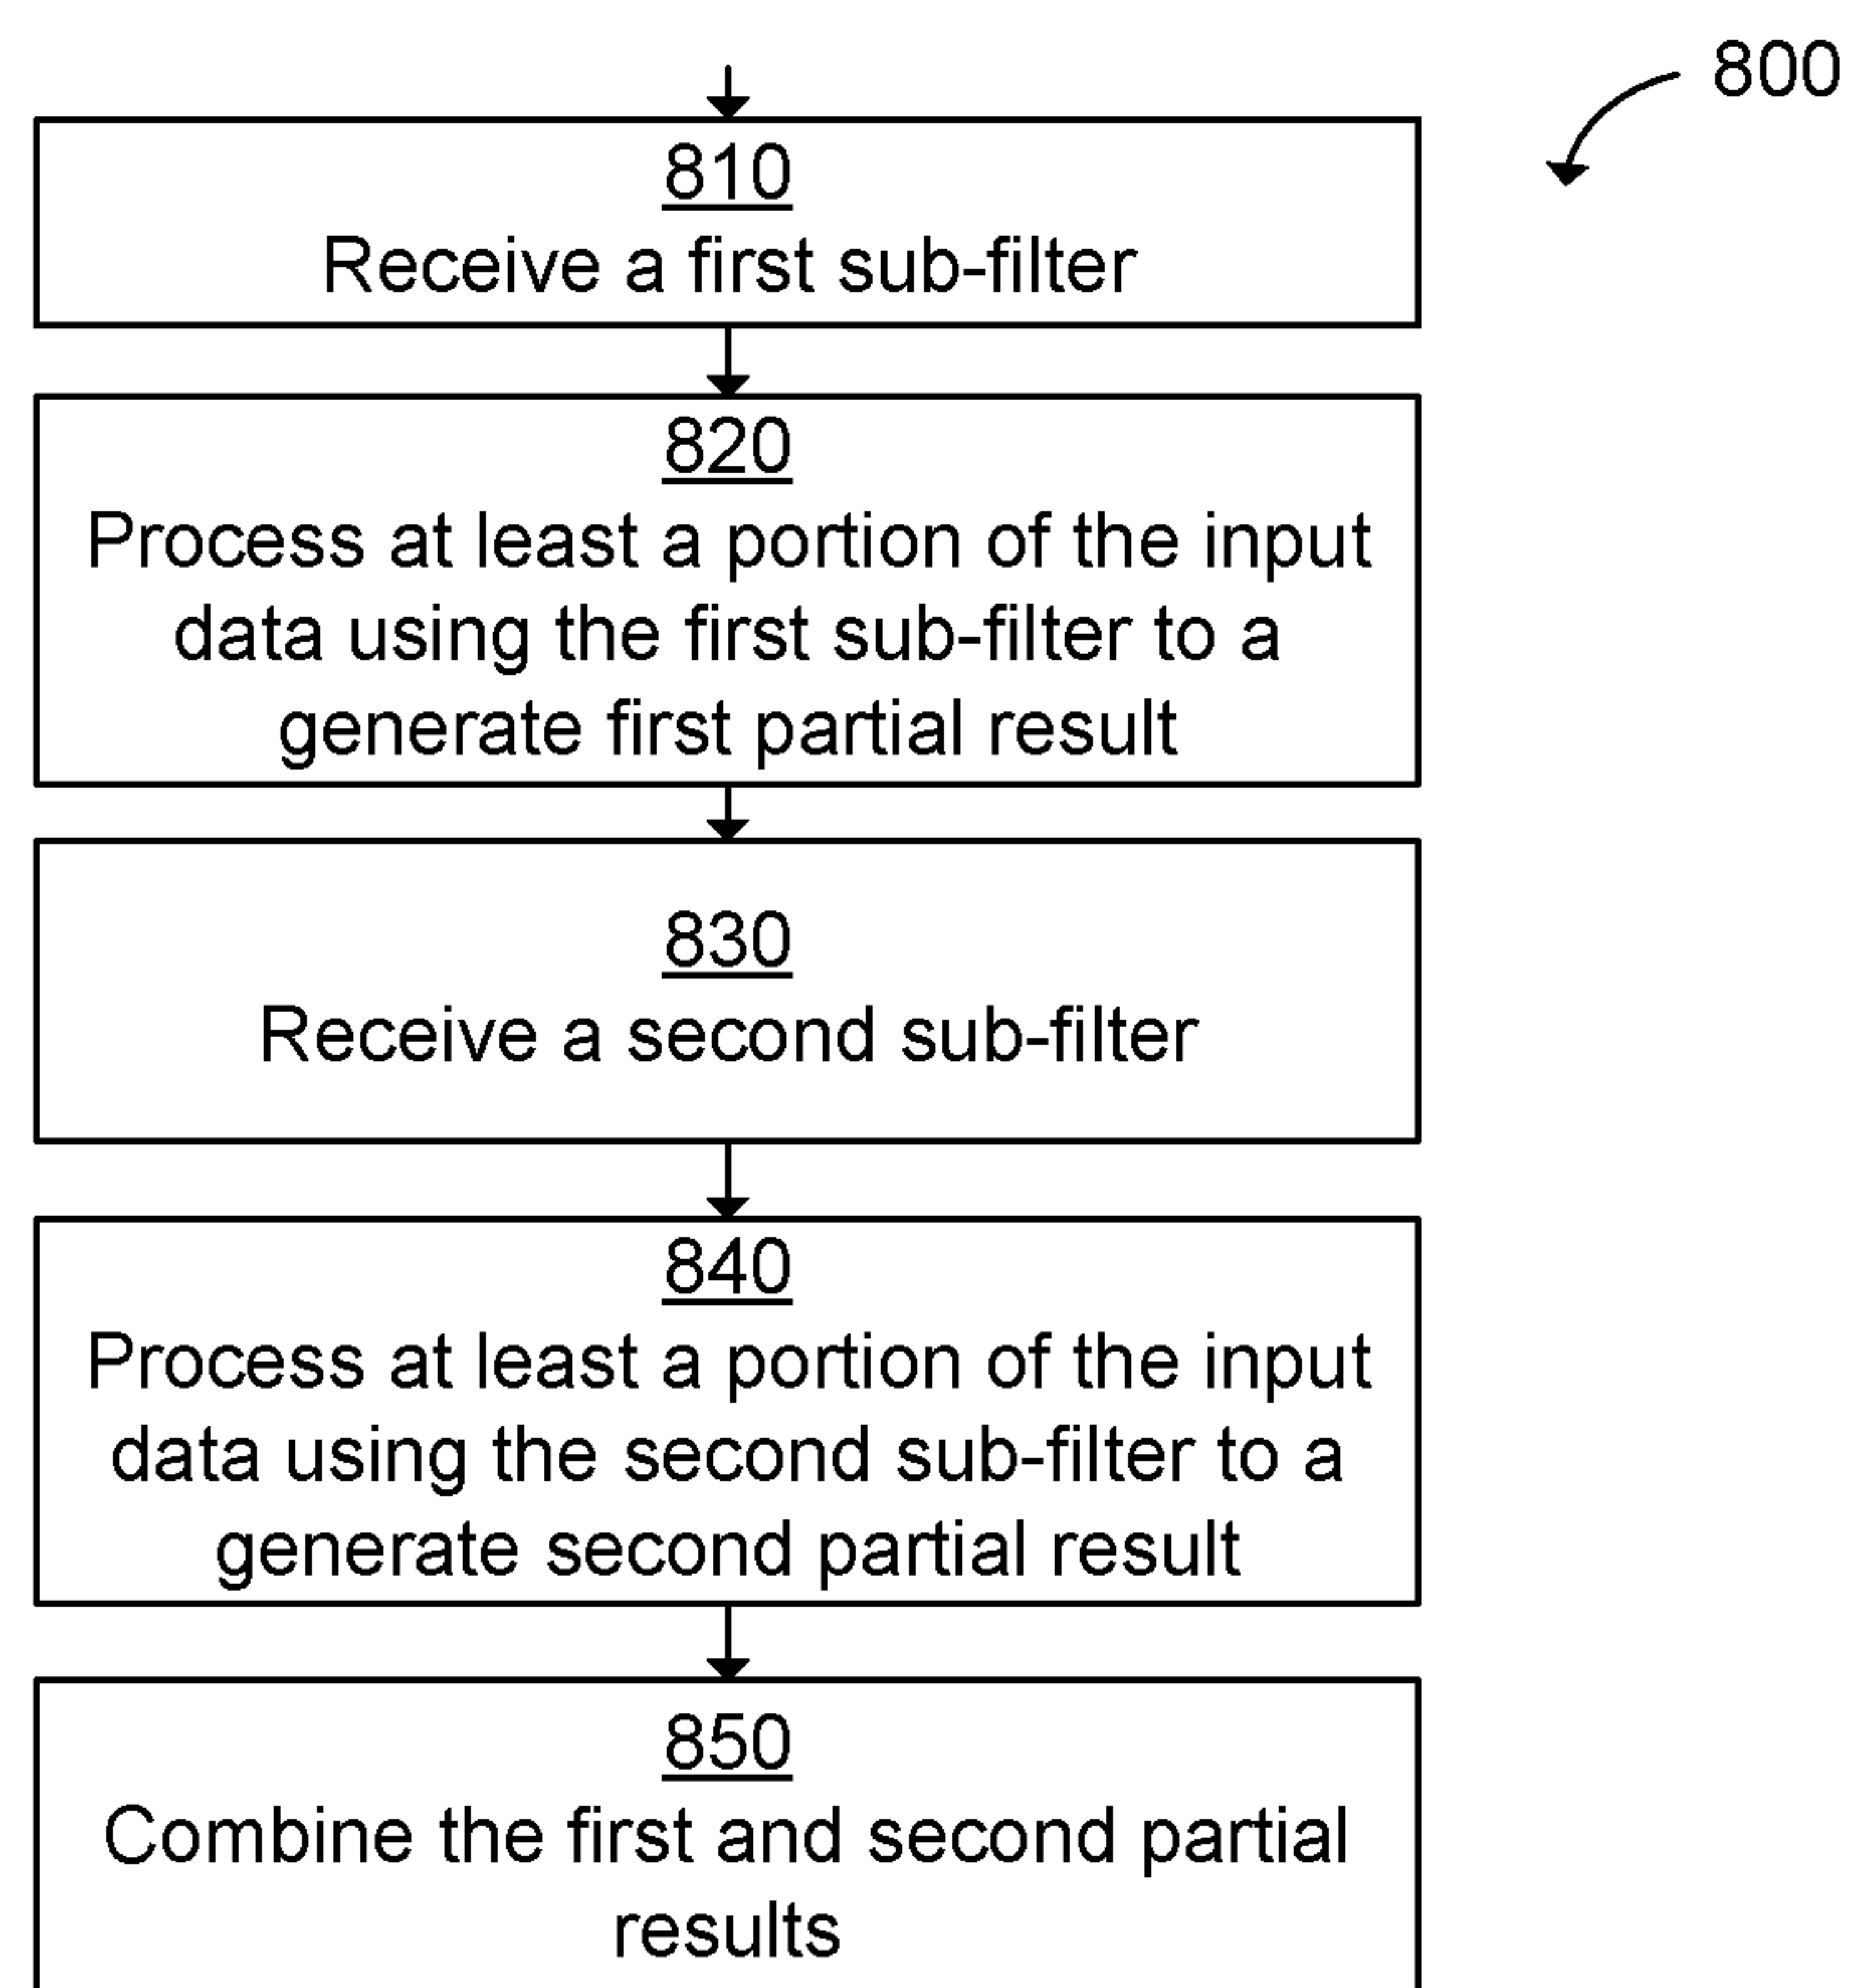 800
810
Receive a first sub-filter
820
Process at least a portion of the input
data using the first sub-filter to a
generate first partial result
830
Receive a second sub-filter
840
Process at least a portion of the input
data using the second sub-filter to a
generate second partial result
850
Combine the first and second partial
results